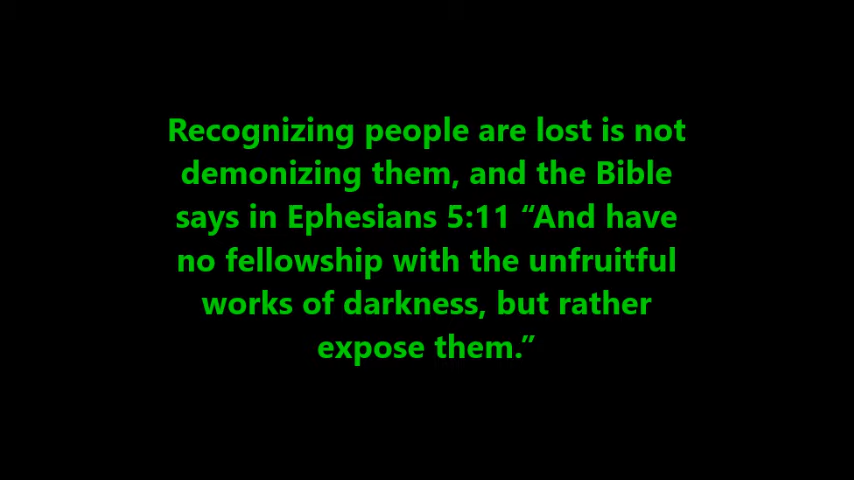 Recognizing people are lost is not
demonizing them, and the Bible
says in Ephesians 5:11 “And have
no fellowship with the unfruitful
works of darkness, but rather
expose them.”